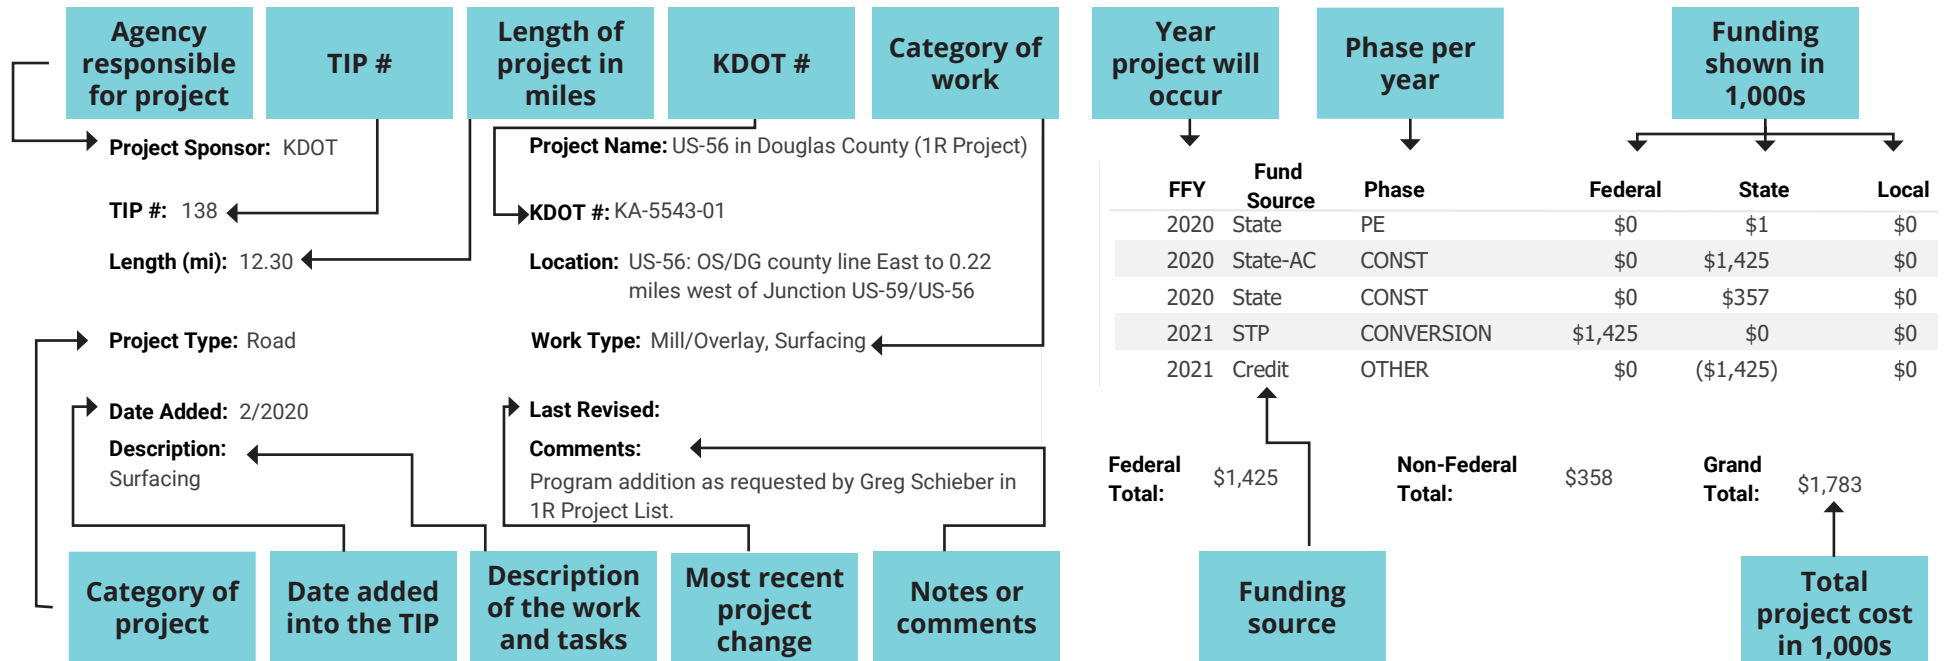 Agency
responsible
for project
TIP #
Length of
project in
miles
KDOT #
Category of
work
Year
project will
occur
Phase per
year
Funding
shown in
1,000s
Project Sponsor: KDOT
Project Name: US-56 in Douglas County (1R Project)
TIP #: 138
KDOT #: KA-5543-01
Length (mi): 12.30
Location: US-56: OS/DG county line East to 0.22
miles west of Junction US-59/US-56
Project Type: Road
Work Type: Mill/Overlay, Surfacing
Date Added: 2/2020
Last Revised:
Description:
Surfacing
Comments:
Program addition as requested by Greg Schieber in
1R Project List.
FFY Fund Source Phase Federal State Local
2020 State PE $0 $1 $0
2020 State-AC CONST $0 $1,425 $0
2020 State CONST $0 $357 $0
2021 STP CONVERSION $1,425 $0 $0
2021 Credit OTHER $0 ($1,425) $0
Federal
Total: $1,425
Non-Federal
Total: $358
Grand
Total: $1,783
Category of
project
Date added
into the TIP
Description
of the work
and tasks
Most recent
project
change
Notes or
comments
Funding
source
Total
project cost
in 1,000s